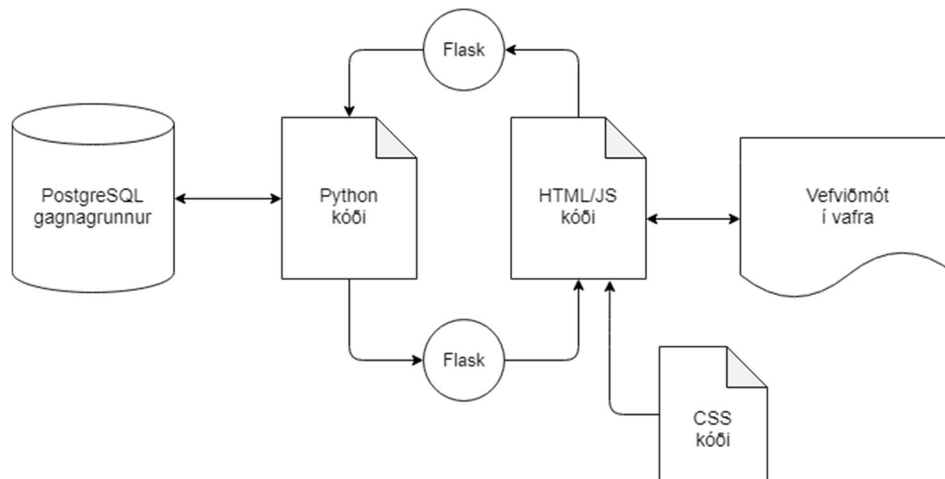 Flask
PostgreSQL
gagnagrunnur
Python
kóði
HTML/JS
kóði
Vefviðmót
í vafra
Flask
CSS
kóði